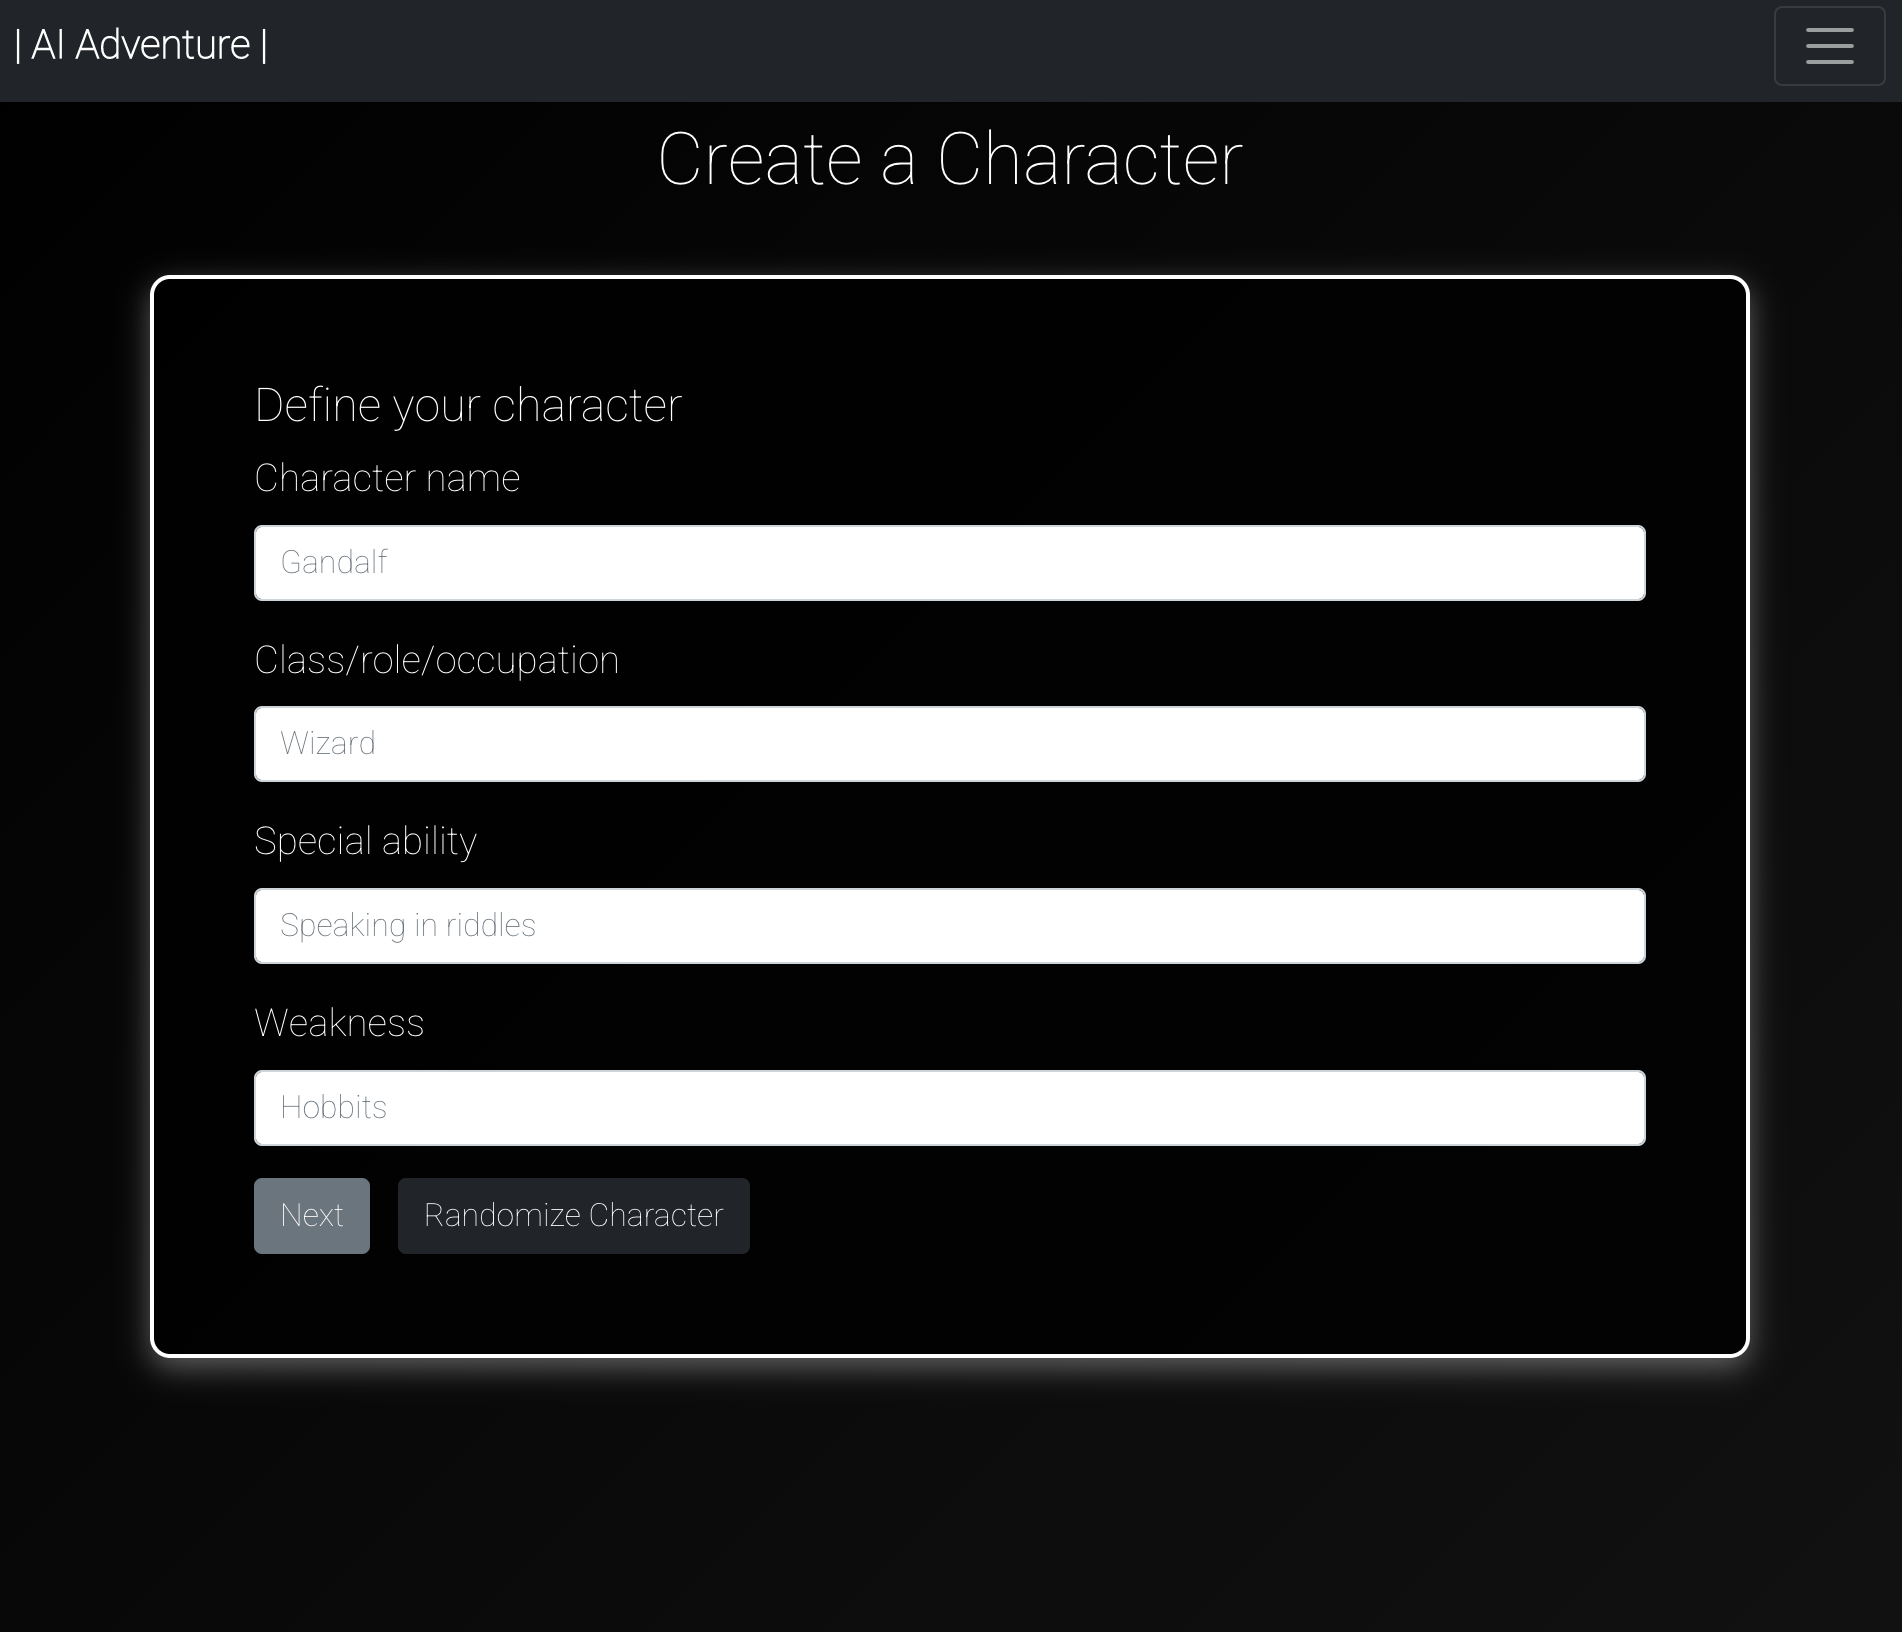 | AI Adventure |
Create a Character
Define your character
Character name
Gandalf
Class/role/occupation
Wizard
Special ability
Speaking in riddles
Weakness
Hobbits
Next
Randomize Character